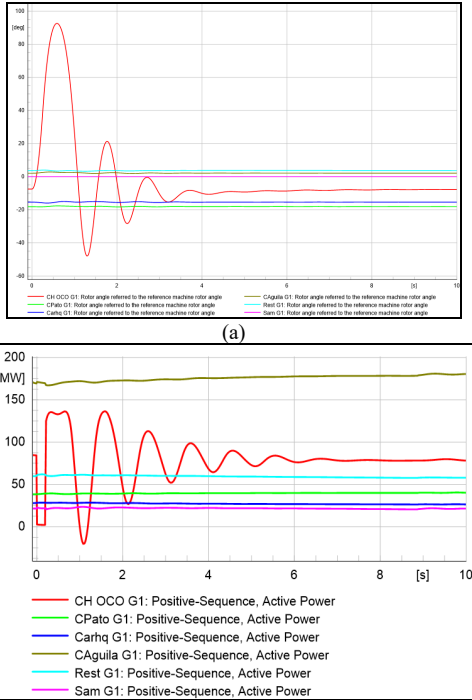 100
[deg]
80
60
40
20
0
-20
-40
-60
0 2 4 6 8 [s] 10
CH OCO G1: Rotor angle referred to the reference machine rotor angle CAguila G1: Rotor angle referred to the reference machine rotor angle
CPato G1: Rotor angle referred to the reference machine rotor angle Rest G1: Rotor angle referred to the reference machine rotor angle
Carhq G1: Rotor angle referred to the reference machine rotor angle Sam G1: Rotor angle referred to the reference machine rotor angle
(a)
200
MW
150
100
50
0
0 2 4 6 8 [s] 10
CH OCO G1: Positive-Sequence, Active Power
CPato G1: Positive-Sequence, Active Power
Carhq G1: Positive-Sequence, Active Power
CAguila G1: Positive-Sequence, Active Power
Rest G1: Positive-Sequence, Active Power
Sam G1: Positive-Sequence, Active Power